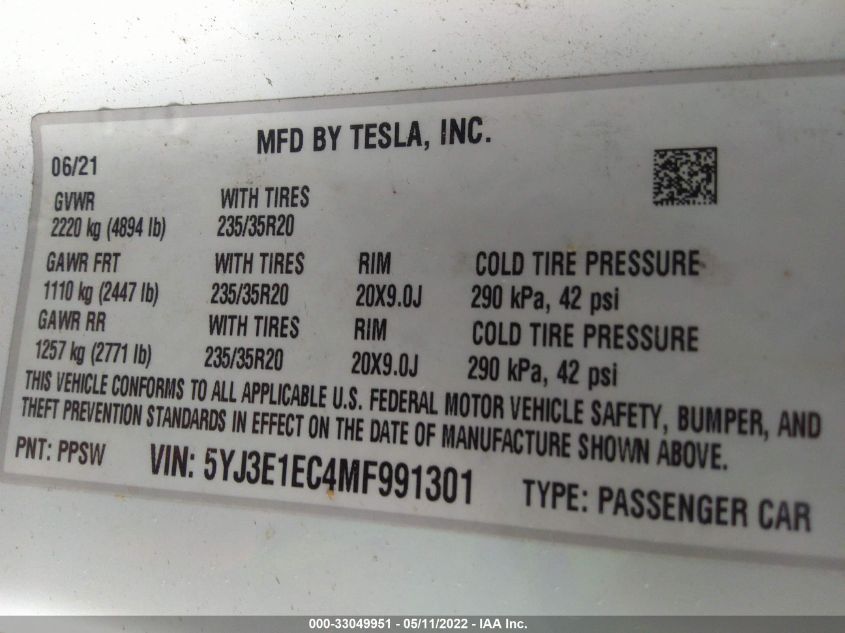 MFD BY TESLA, INC.
06/21
GVWR WITH TIRES
2220 kg (4894 lb) 235/35R20
GAWR FRT WITH TIRES RIM COLD TIRE PRESSURE
1110 kg (2447 lb) 235/35R20 20X9.0J 290 kPa, 42 psi
GAWR RR WITH TIRES RIM COLD TIRE PRESSURE
1257 kg (2771 lb) 235/35R20 20X9.0J 290 kPa, 42 psi
THIS VEHICLE CONFORMS TO ALL APPLICABLE U.S. FEDERAL MOTOR VEHICLE SAFETY, BUMPER, AND
THEFT PREVENTION STANDARDS IN EFFECT ON THE DATE OF MANUFACTURE SHOWN ABOVE.
PNT: PPSW VIN: 5YJ3E1EC4MF991301 TYPE: PASSENGER CAR
000-33049951 - 05/11/2022 - IAA Inc.